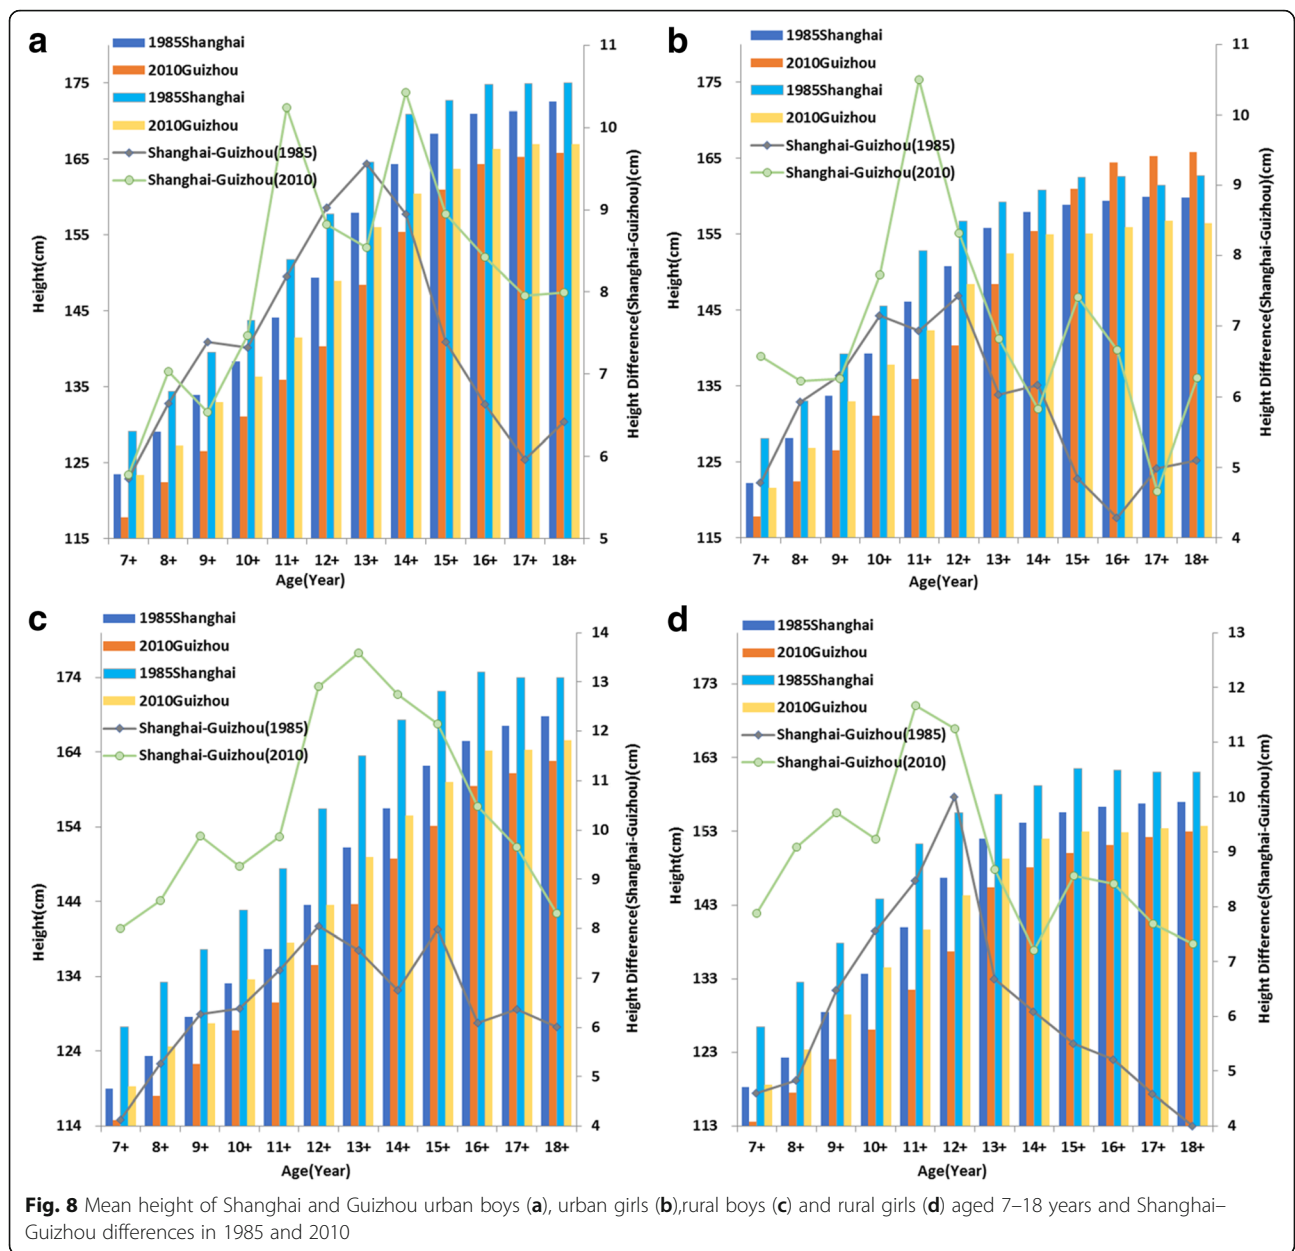 a
1985Shanghai
2010Guizhou
1985Shanghai
2010Guizhou
Shanghai-Guizhou(1985)
Shanghai-Guizhou(2010)
175
165
155
145
135
125
115
Height(cm)
11
10
9
8
7
6
5
Height Difference(Shanghai-Guizhou)(cm)
7+ 8+ 9+ 10+ 11+ 12+ 13+ 14+ 15+ 16+ 17+ 18+
Age(Year)
b
1985Shanghai
2010Guizhou
1985Shanghai
2010Guizhou
Shanghai-Guizhou(1985)
Shanghai-Guizhou(2010)
175
165
155
145
135
125
115
Height(cm)
11
10
9
8
7
6
5
4
Height Difference(Shanghai-Guizhou)(cm)
7+ 8+ 9+ 10+ 11+ 12+ 13+ 14+ 15+ 16+ 17+ 18+
Age(Year)
c
1985Shanghai
2010Guizhou
1985Shanghai
2010Guizhou
Shanghai-Guizhou(1985)
Shanghai-Guizhou(2010)
174
164
154
144
134
124
114
Height(cm)
14
13
12
11
10
9
8
7
6
5
4
Height Difference(Shanghai-Guizhou)(cm)
7+ 8+ 9+ 10+ 11+ 12+ 13+ 14+ 15+ 16+ 17+ 18+
Age(Year)
d
1985Shanghai
2010Guizhou
1985Shanghai
2010Guizhou
Shanghai-Guizhou(1985)
Shanghai-Guizhou(2010)
173
163
153
143
133
123
113
Height(cm)
13
12
11
10
9
8
7
6
5
4
Height Difference(Shanghai-Guizhou)(cm)
7+ 8+ 9+ 10+ 11+ 12+ 13+ 14+ 15+ 16+ 17+ 18+
Age(Year)
Fig. 8 Mean height of Shanghai and Guizhou urban boys (a), urban girls (b),rural boys (c) and rural girls (d) aged 7–18 years and Shanghai–
Guizhou differences in 1985 and 2010